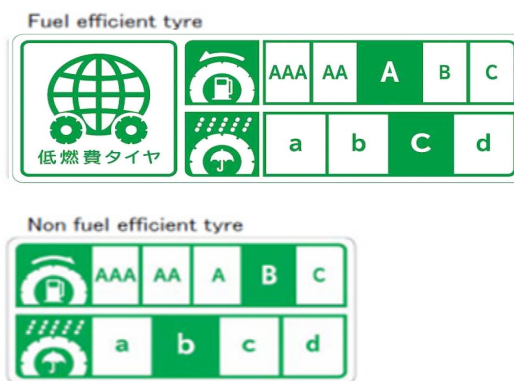 Fuel efficient tyre
AAA AA A B C
a b c d
低燃費タイヤ
Non fuel efficient tyre
AAA AA A B C
a b c d